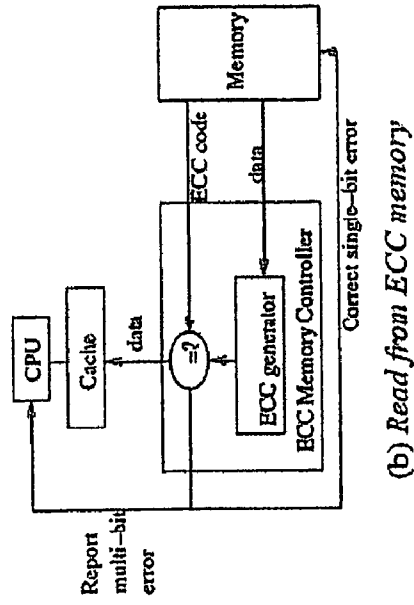 Report
multi-bit
error
CPU
Cache
data
=?
ECC generator
ECC Memory Controller
ECC code
data
Memory
Correct single-bit error
(b) Read from ECC memory